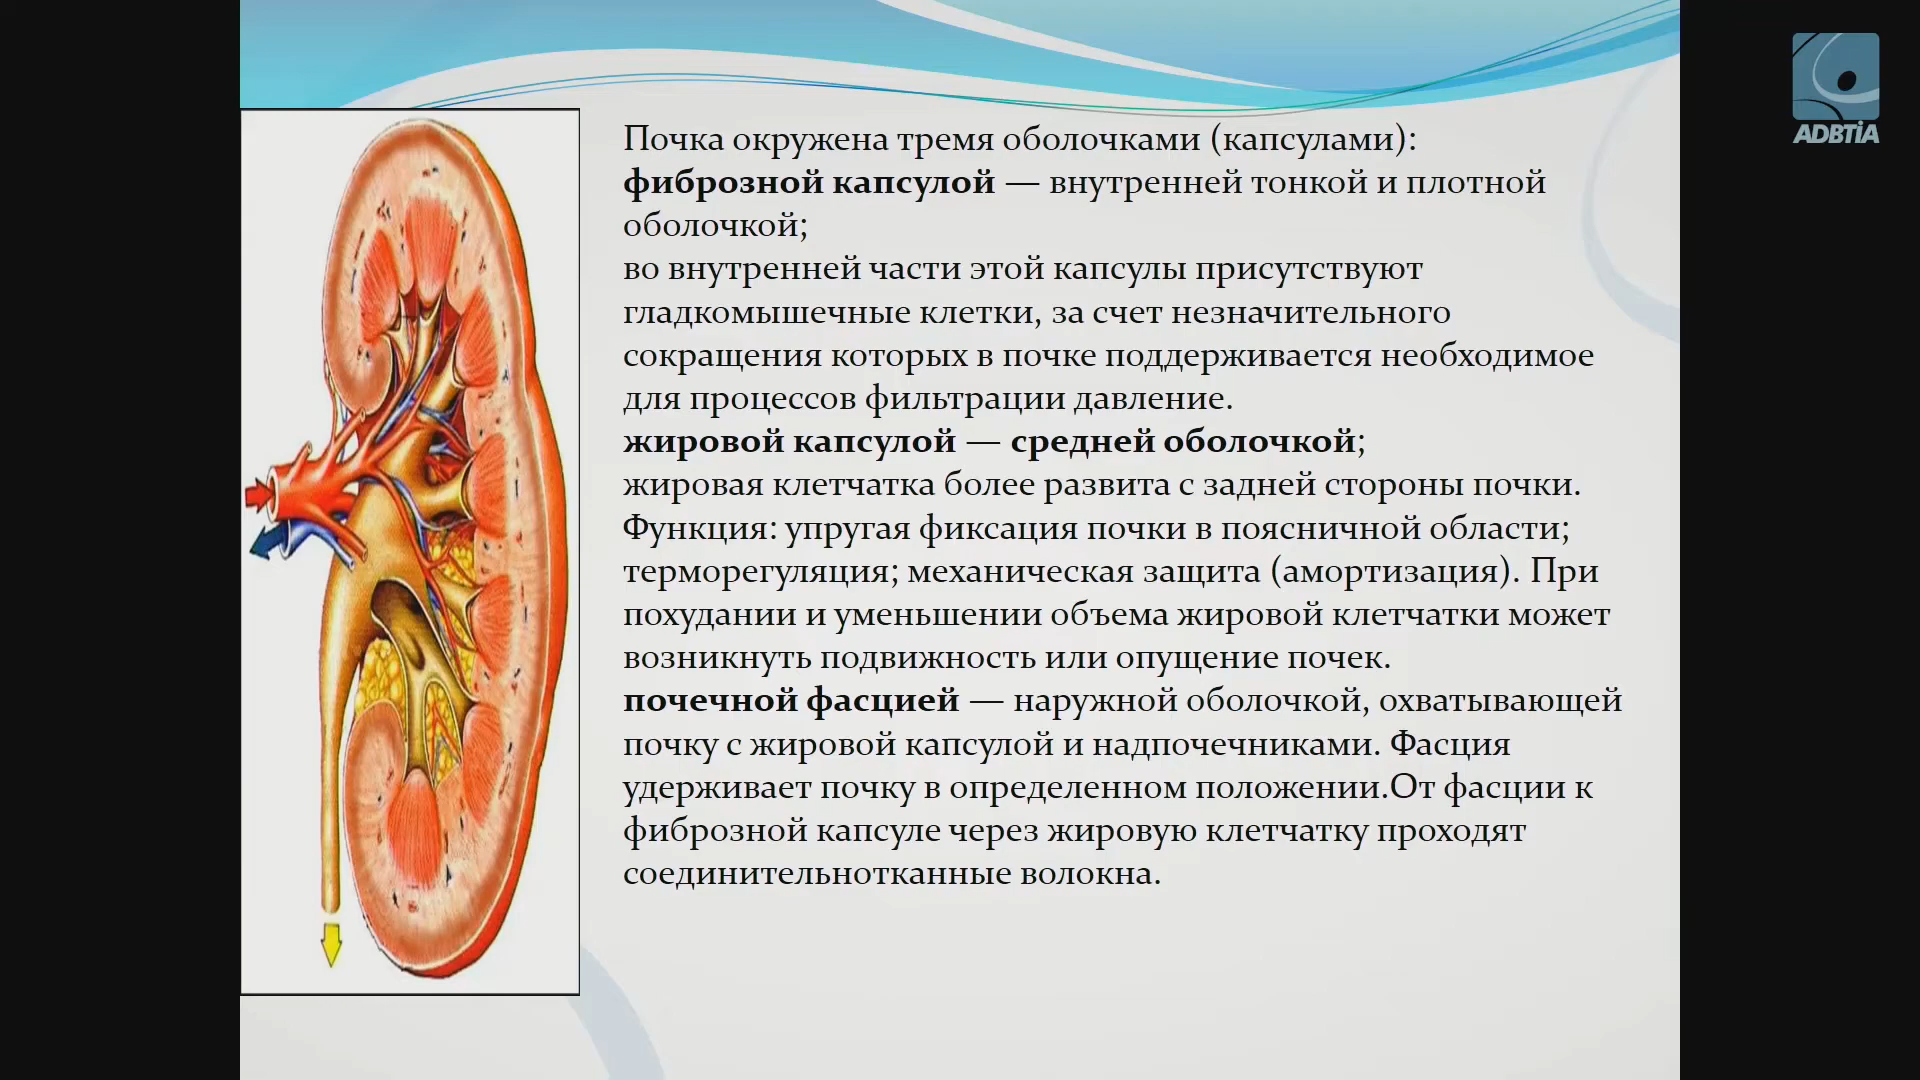 Почка окружена тремя оболочками (капсулами):
фиброзной капсулой — внутренней тонкой и плотной
оболочкой;
во внутренней части этой капсулы присутствуют
гладкомышечные клетки, за счет незначительного
сокращения которых в почке поддерживается необходимое
для процессов фильтрации давление.
жировой капсулой — средней оболочкой;
жировая клетчатка более развита с задней стороны почки.
Функция: упругая фиксация почки в поясничной области;
терморегуляция; механическая защита (амортизация). При
похудании и уменьшении объема жировой клетчатки может
возникнуть подвижность или опущение почек.
почечной фасцией — наружной оболочкой, охватывающей
почку с жировой капсулой и надпочечниками. Фасция
удерживает почку в определенном положении.От фасции к
фиброзной капсуле через жировую клетчатку проходят
соединительнотканные волокна.
ADBTİA